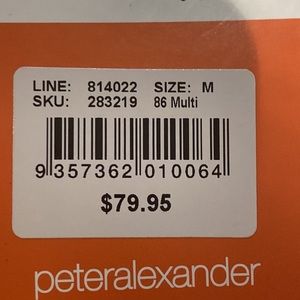 LINE: 814022 SIZE: M
SKU: 283219 86 Multi
9 357362 010064
$79.95
peteralexander